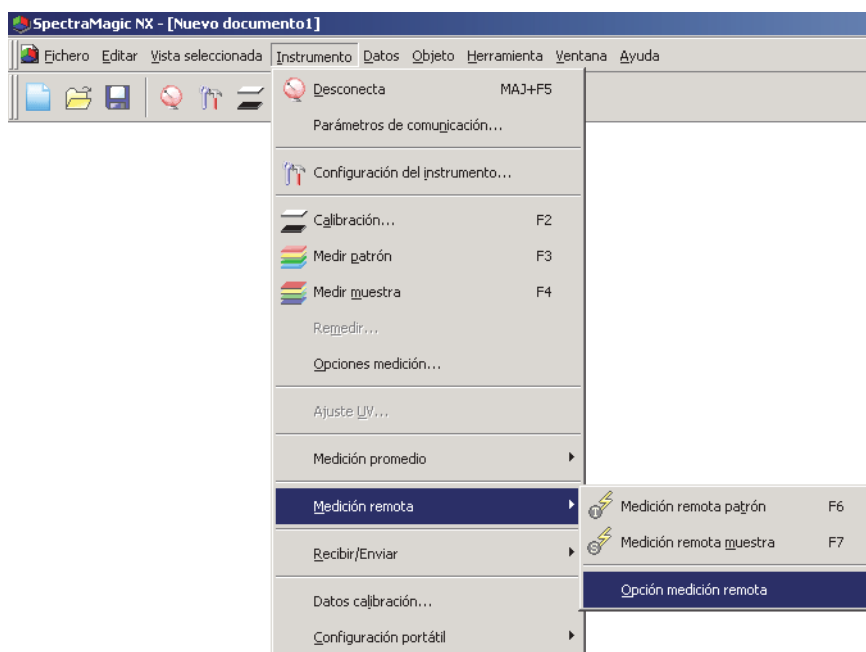 SpectraMagic NX - [Nuevo documento1]
Fichero Editar Vista seleccionada Instrumento Datos Objeto Herramienta Ventana Ayuda
Desconecta MAJ+F5
Parámetros de comunicación...
Configuración del instrumento...
Calibración... F2
Medir patrón F3
Medir muestra F4
Remedir...
Opciones medición...
Ajuste UV...
Medición promedio
Medición remota
Medición remota patrón F6
Medición remota muestra F7
Opción medición remota
Recibir/Enviar
Datos calibración...
Configuración portátil